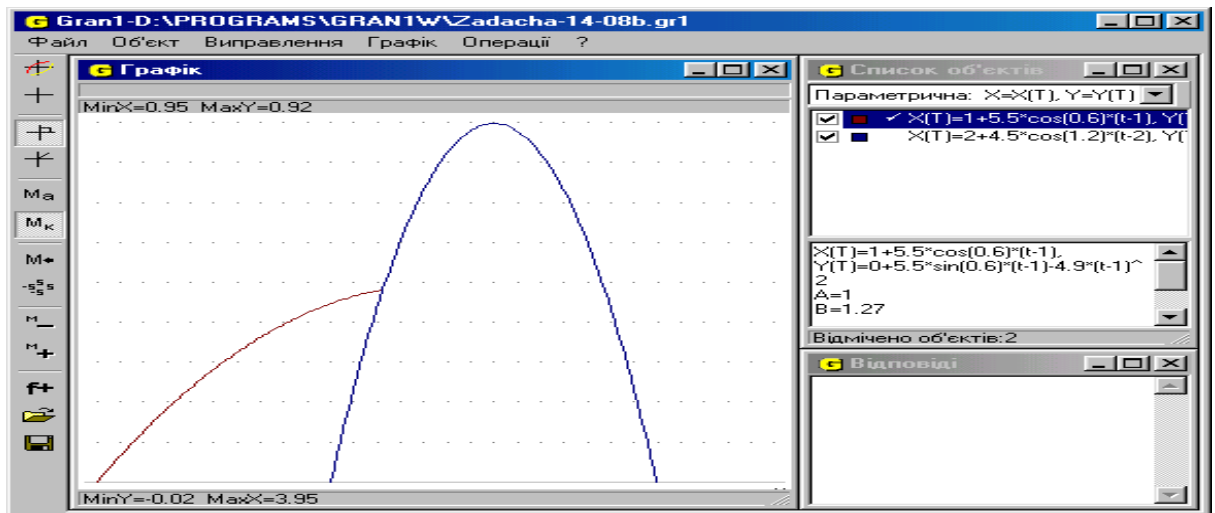 Gran1-D:\PROGRAMS\GRAN1W\Zadacha-14-08b.gr1
Файл Об'єкт Виправлення Графік Операції ?
Графік
MinX=0.95 MaxY=0.92
MinY=-0.02 MaxX=3.95
Ma
Mк
M
-s s s
M
M
f+
Список об'єктів
Параметрична: X=X(T), Y=Y(T)
X(T)=1+5.5*cos(0.6)*(t-1), Y(
X(T)=2+4.5*cos(1.2)*(t-2), Y(
X(T)=1+5.5*cos(0.6)*(t-1),
Y(T)=0+5.5*sin(0.6)*(t-1)-4.9*(t-1)^
2
A=1
B=1.27
Відмічено об'єктів:2
Відповіді